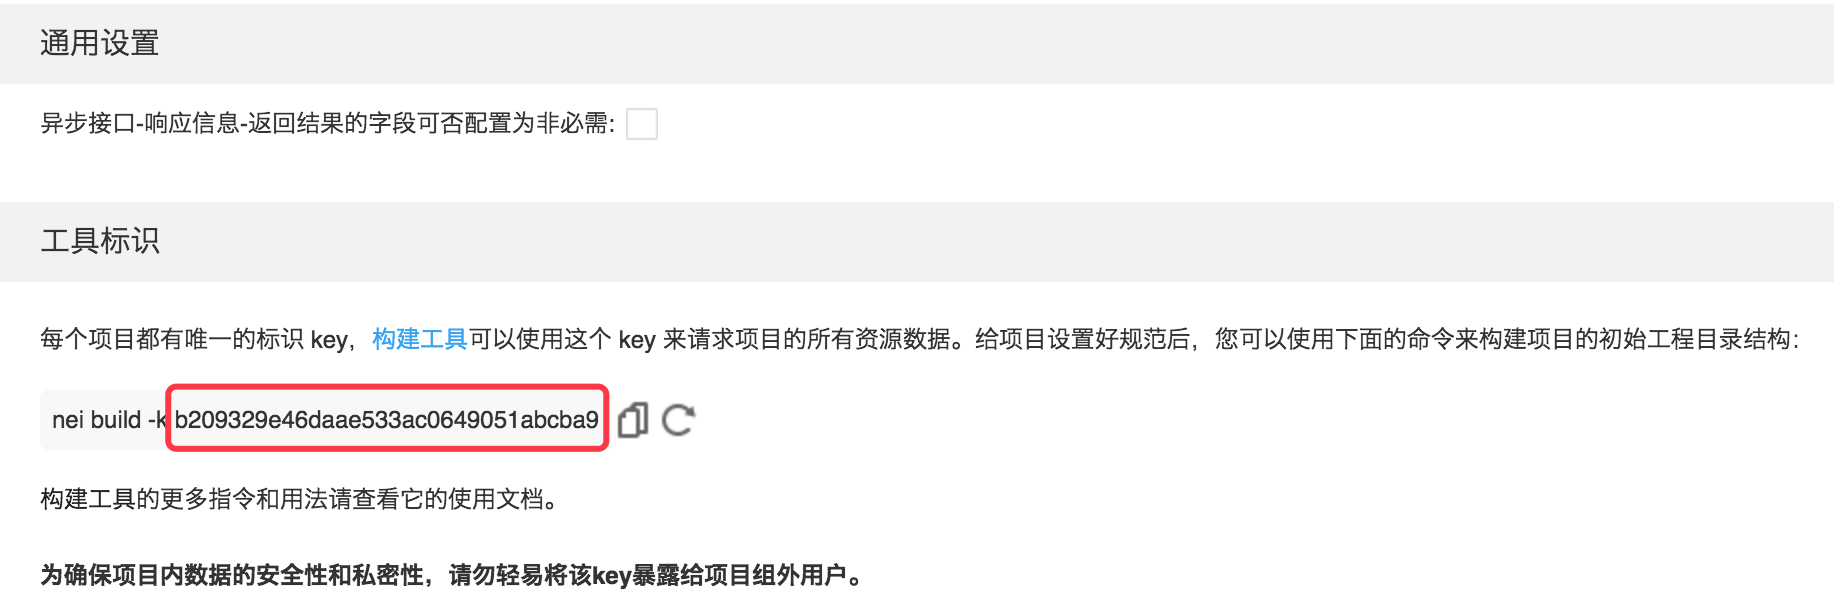 通用设置
异步接口-响应信息-返回结果的字段可否配置为非必需:
工具标识
每个项目都有唯一的标识 key，构建工具可以使用这个 key 来请求项目的所有资源数据。给项目设置好规范后，您可以使用下面的命令来构建项目的初始工程目录结构：
nei build -k b209329e46daae533ac0649051abcba9
构建工具的更多指令和用法请查看它的使用文档。
为确保项目内数据的安全性和私密性，请勿轻易将该key暴露给项目组外用户。